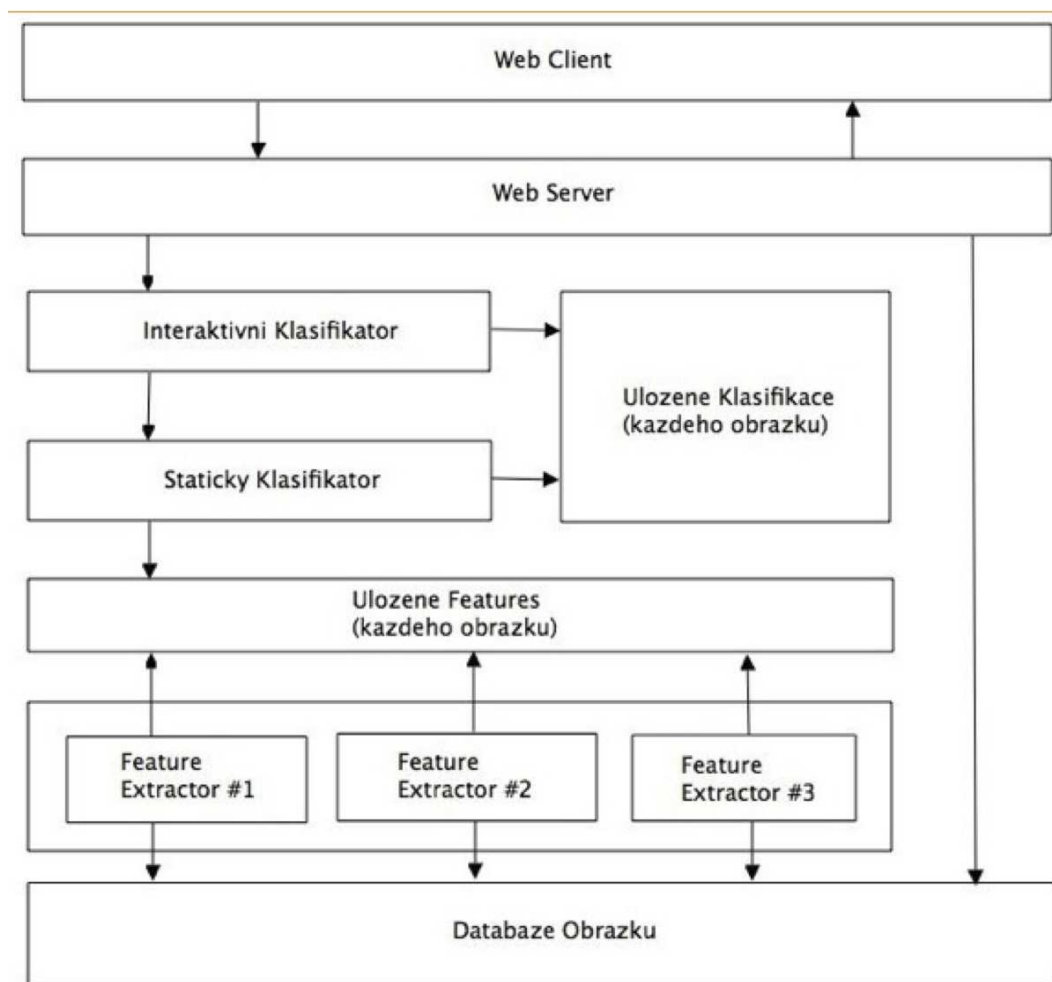 Web Client
Web Server
Interaktivni Klasifikator
Ulozene Klasifikace
(kazdeho obrazku)
Staticky Klasifikator
Ulozene Features
(kazdeho obrazku)
Feature
Extractor #1
Feature
Extractor #2
Feature
Extractor #3
Databaze Obrazku